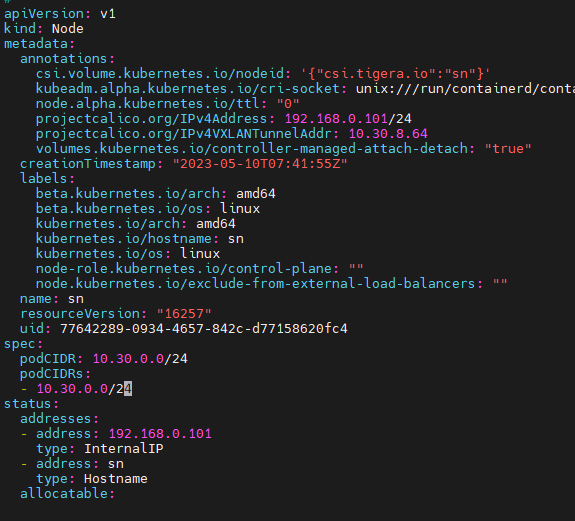 #
apiVersion: v1
kind: Node
metadata:
  annotations:
    csi.volume.kubernetes.io/nodeid: '{"csi.tigera.io":"sn"}'
    kubeadm.alpha.kubernetes.io/cri-socket: unix:///run/containerd/conta
    node.alpha.kubernetes.io/ttl: "0"
    projectcalico.org/IPv4Address: 192.168.0.101/24
    projectcalico.org/IPv4VXLANTunnelAddr: 10.30.8.64
    volumes.kubernetes.io/controller-managed-attach-detach: "true"
  creationTimestamp: "2023-05-10T07:41:55Z"
  labels:
    beta.kubernetes.io/arch: amd64
    beta.kubernetes.io/os: linux
    kubernetes.io/arch: amd64
    kubernetes.io/hostname: sn
    kubernetes.io/os: linux
    node-role.kubernetes.io/control-plane: ""
    node.kubernetes.io/exclude-from-external-load-balancers: ""
  name: sn
  resourceVersion: "16257"
  uid: 77642289-0934-4657-842c-d77158620fc4
spec:
  podCIDR: 10.30.0.0/24
  podCIDRs:
  - 10.30.0.0/24
status:
  addresses:
  - address: 192.168.0.101
    type: InternalIP
  - address: sn
    type: Hostname
  allocatable: